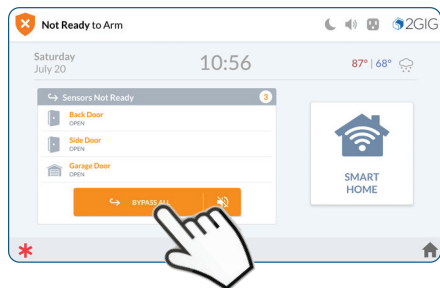 Not Ready to Arm
2GIG
Saturday
July 20
10:56
87° | 68°
Sensors Not Ready
3
Back Door
OPEN
Side Door
OPEN
Garage Door
OPEN
BYPASS ALL
SMART
HOME